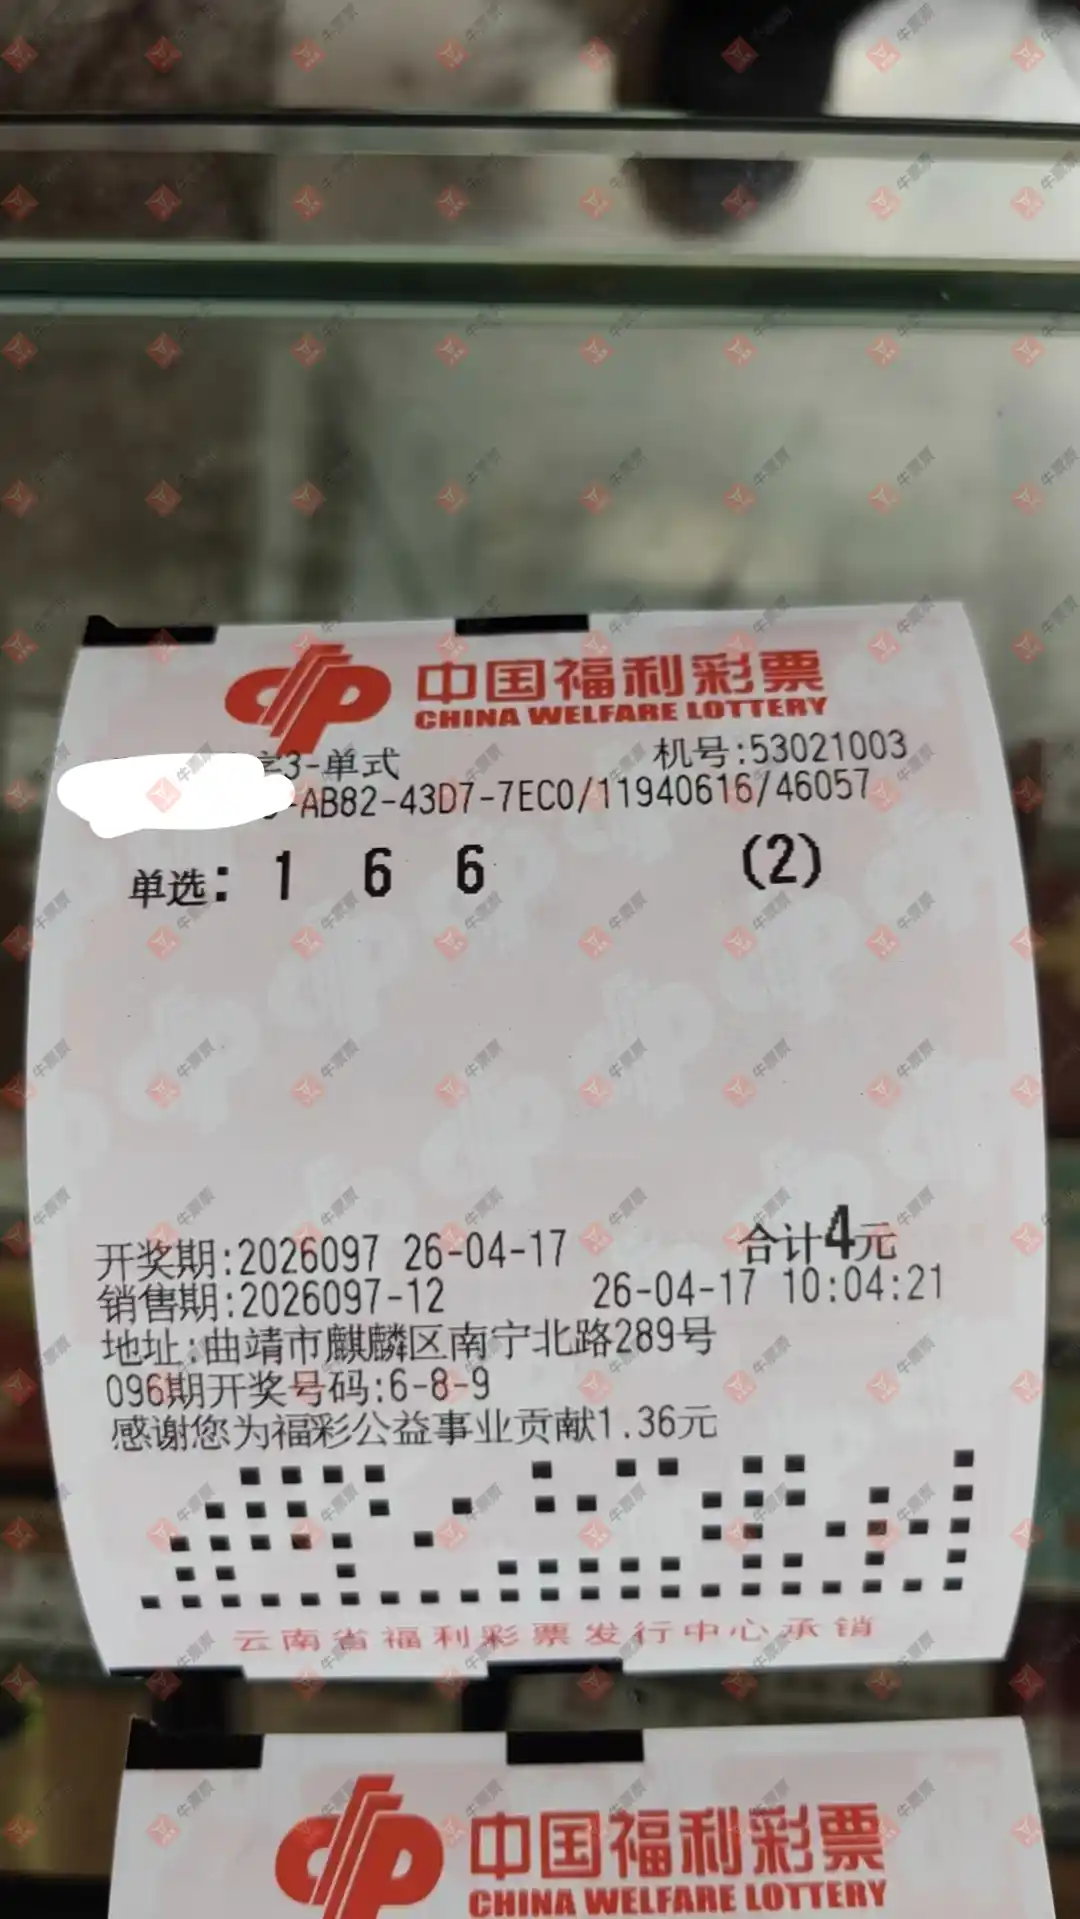 中国福利彩票
CHINA WELFARE LOTTERY
字3-单式 机号:53021003
-AB82-43D7-7EC0/11940616/46057
单选: 1 6 6 (2)
开奖期:2026097 26-04-17 合计4元
销售期:2026097-12 26-04-17 10:04:21
地址:曲靖市麒麟区南宁北路289号
096期开奖号码:6-8-9
感谢您为福彩公益事业贡献1.36元
云南省福利彩票发行中心承销
中国福利彩票
CHINA WELFARE LOTTERY
牛票票